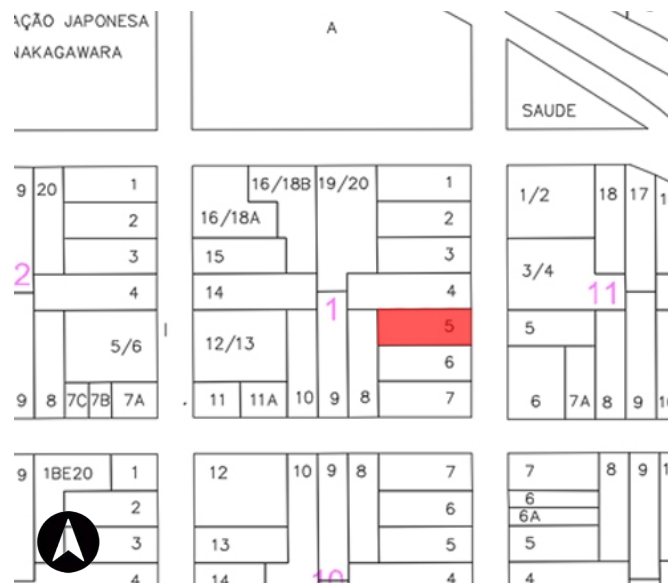 AÇÃO JAPONESA
NAKAGAWARA
A
SAUDE
9 20 1
2
3
2
4
5/6
9 8 7C 7B 7A
16/18B 19/20 1
16/18A 2
15 3
14 4
1
5
12/13
6
11 11A 10 9 8 7
1/2 18 17
3/4
11
5
6 7A 8 9 10
9 1BE20 1
2
3
4
12 10 9 8 7
6
13 5
14 10 4
7 8 9
6
6A
5
4